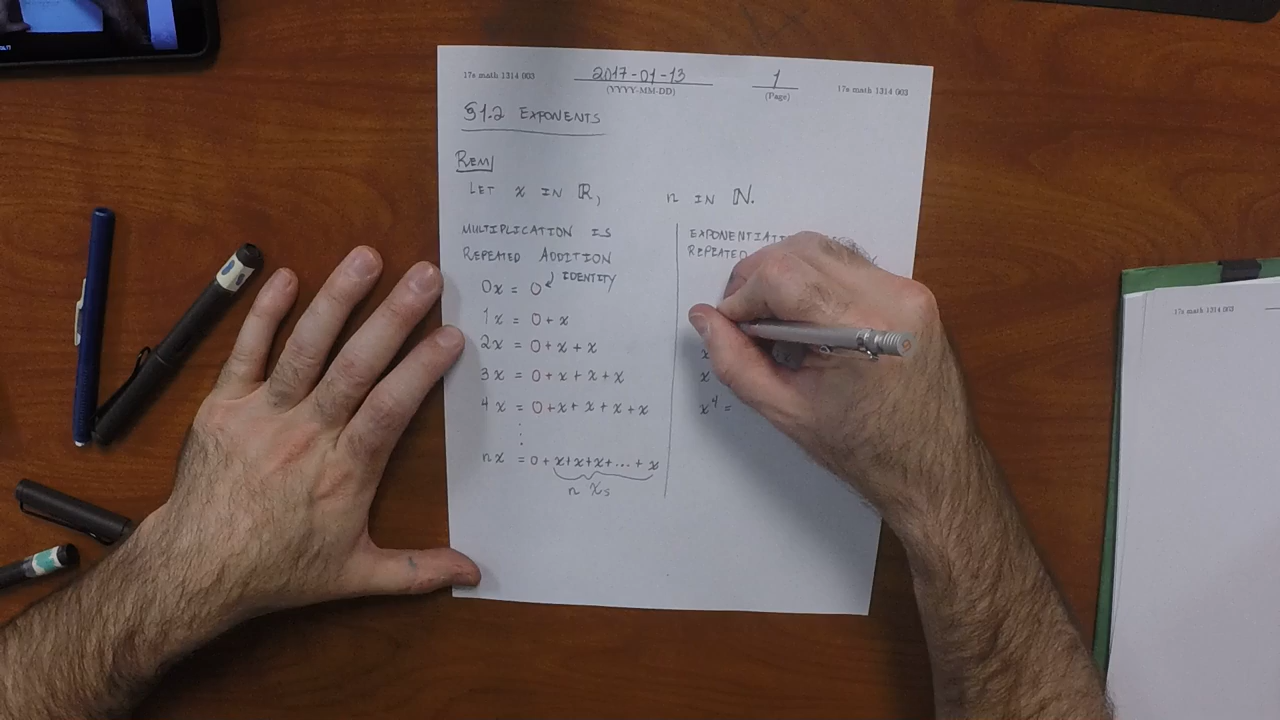 17s math 1314 003 2017-01-13 1 17s math 1314 003
(YYYY-MM-DD) (Page)
§1.2 EXPONENTS
REM
LET x IN ℝ, n IN ℕ.
MULTIPLICATION IS
REPEATED ADDITION
IDENTITY
0x = 0
1x = 0+x
2x = 0+x+x
3x = 0+x+x+x
4x = 0+x+x+x+x
⋮
nx = 0+x+x+x+...+x
n xs
REPEATED
x
x
x⁴ =
17s math 1314 003